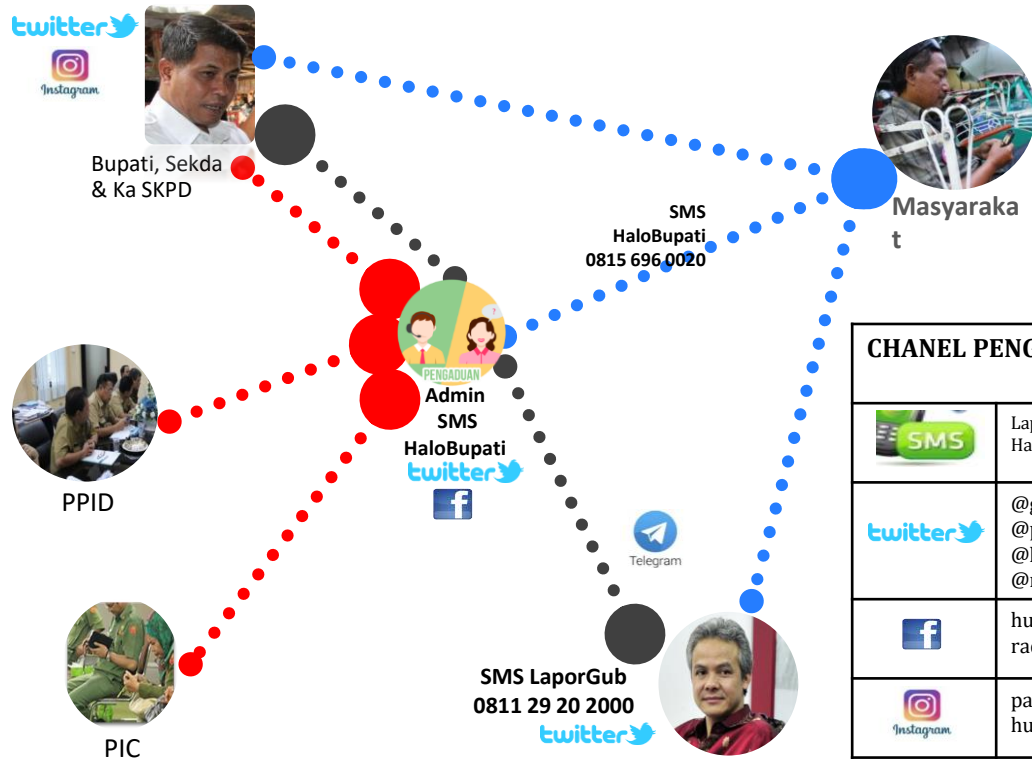 twitter
Instagram
Bupati, Sekda
& Ka SKPD
SMS
HaloBupati
0815 696 0020
Masyaraka
t
PENGADUAN
Admin
SMS
HaloBupati
twitter
PPID
Telegram
PIC
SMS LaporGub
0811 29 20 2000
twitter
CHANEL
SMS
twitter
Instagram